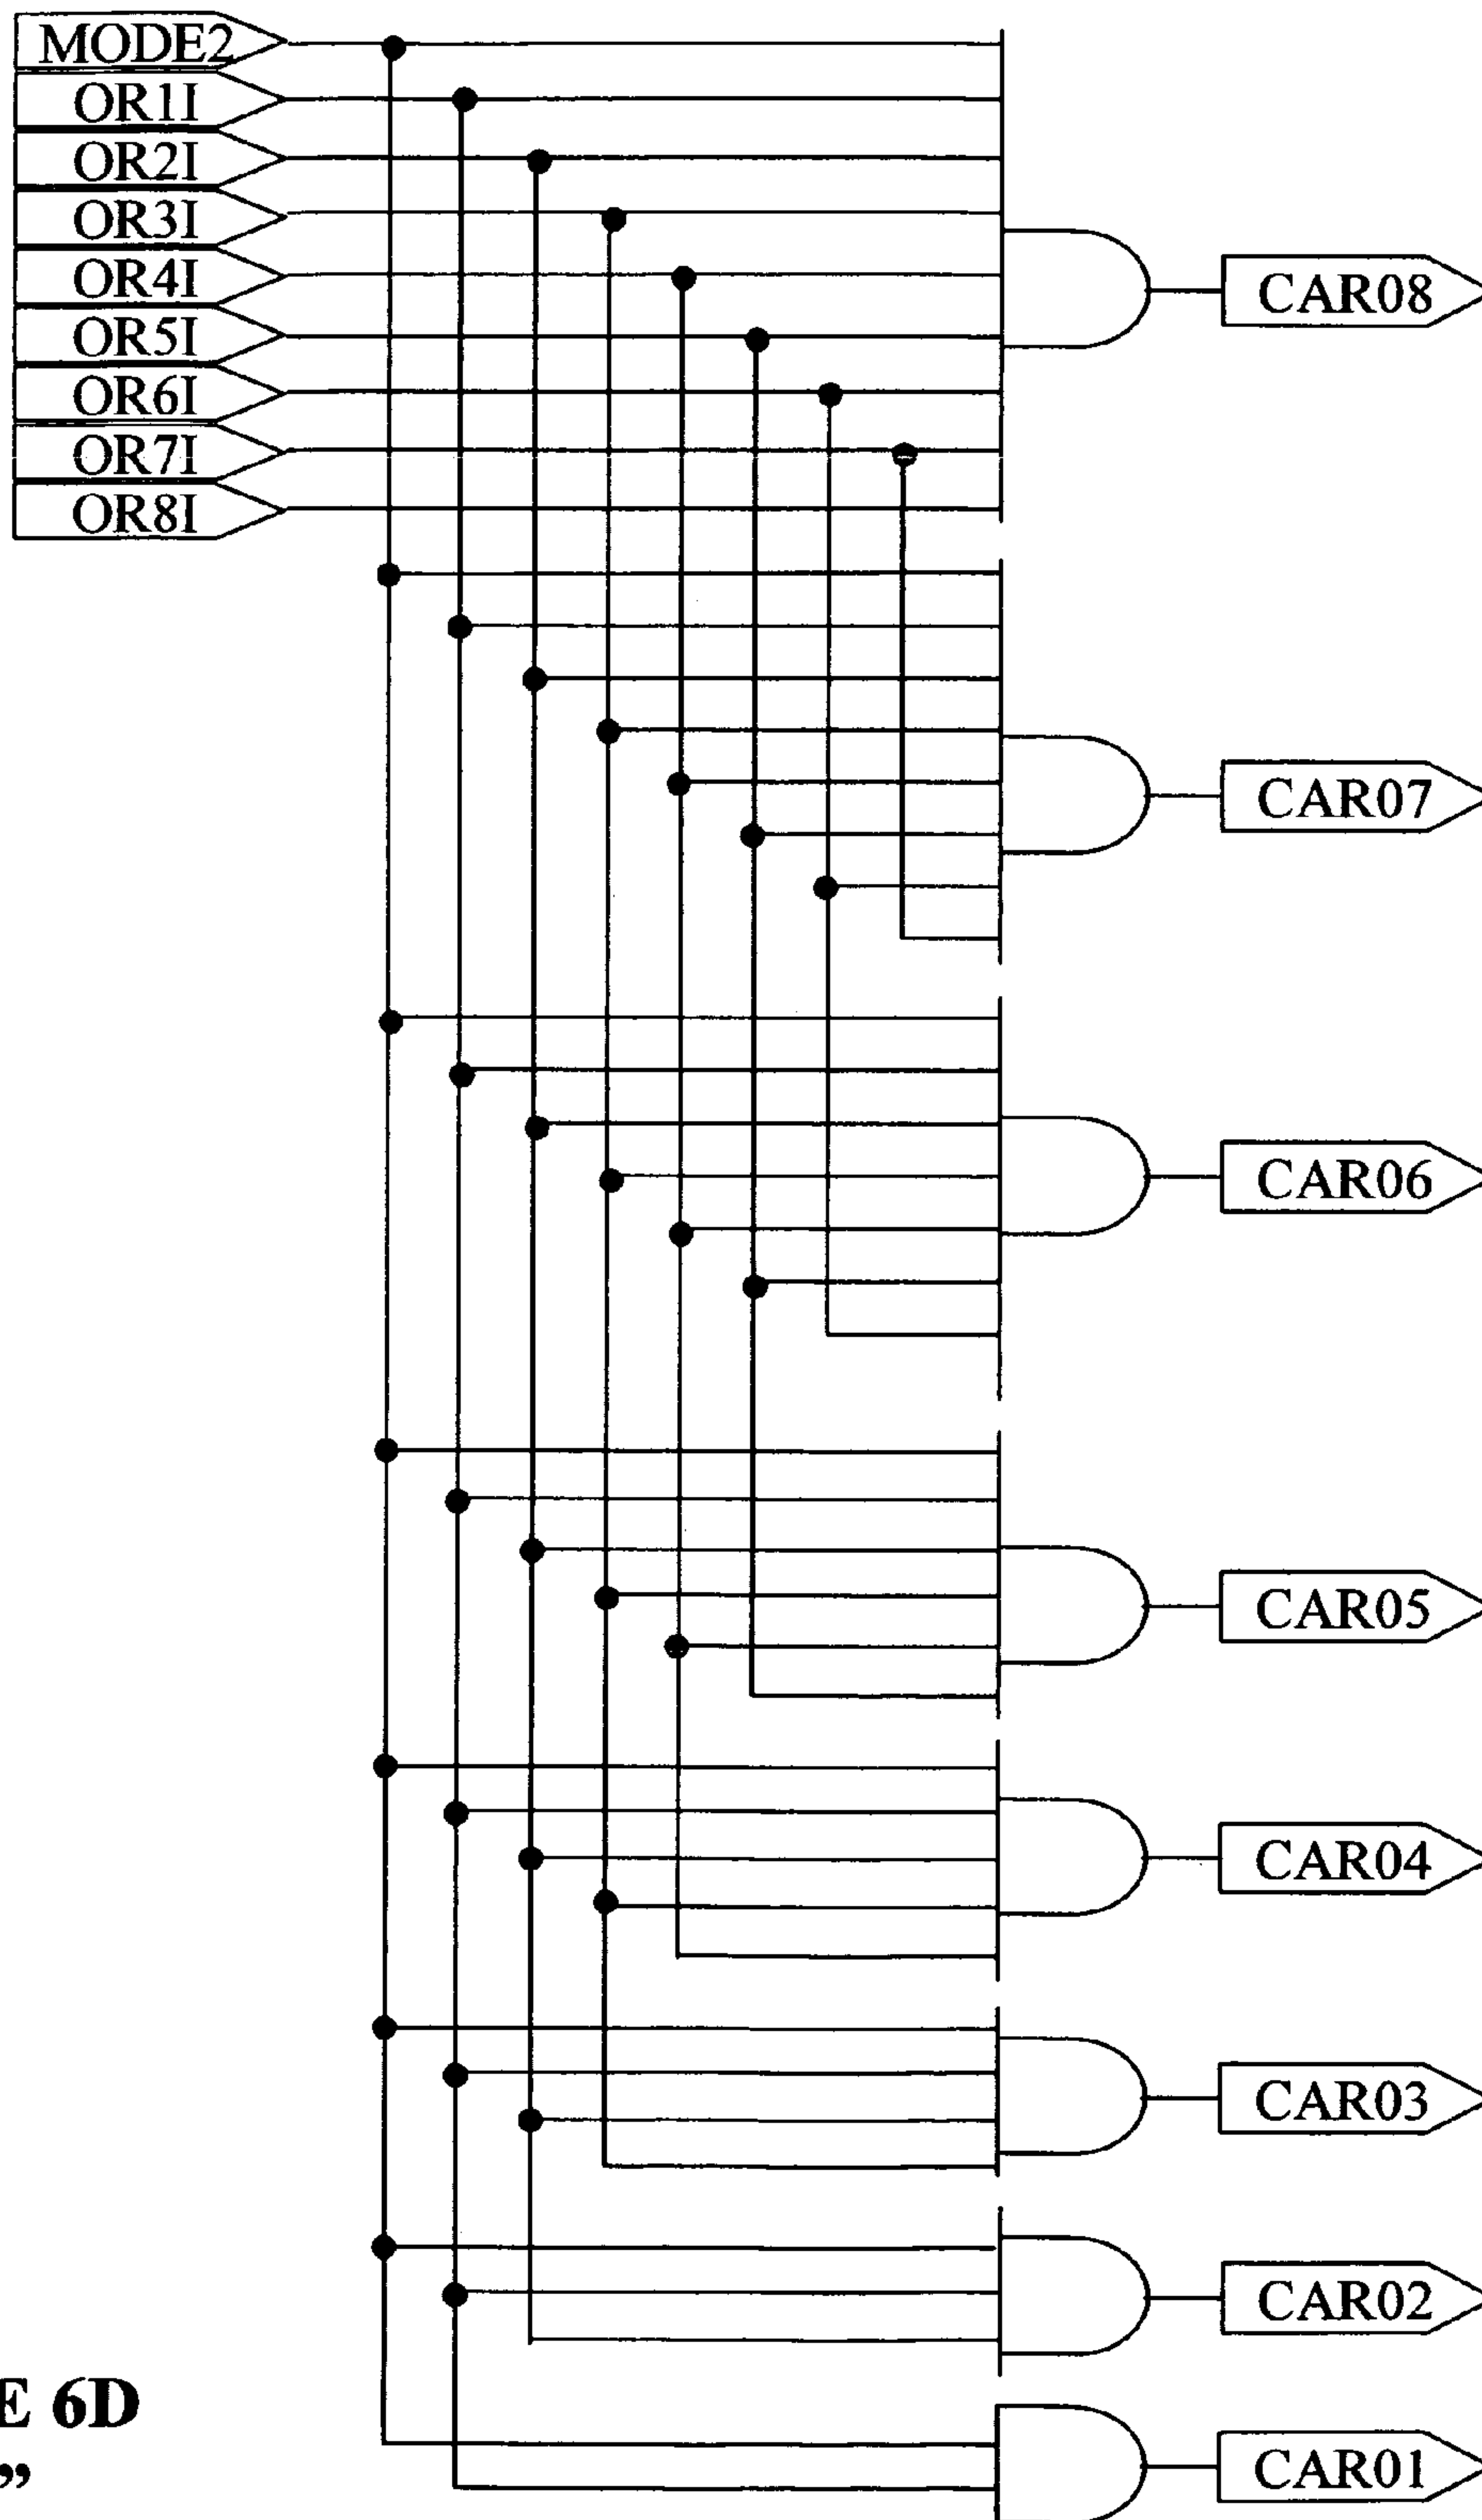 MODE2
OR1I
OR2I
OR3I
OR4I
OR5I
OR6I
OR7I
OR8I
CAR08
CAR07
CAR06
CAR05
CAR04
CAR03
CAR02
CAR01
E 6D
”